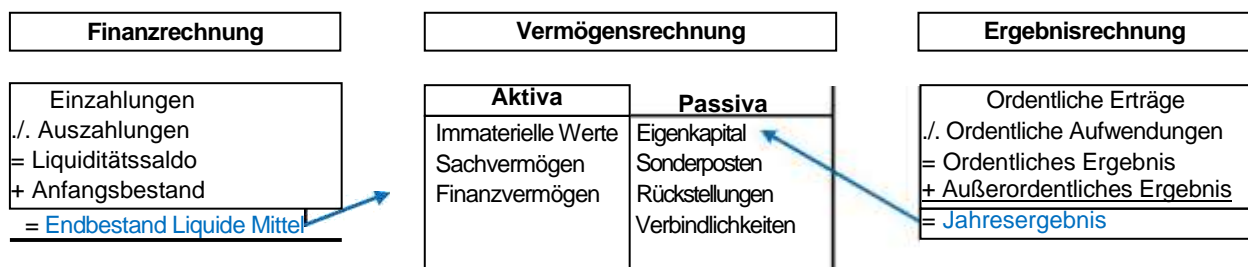 Finanzrechnung
Vermögensrechnung
Ergebnisrechnung
Einzahlungen
./. Auszahlungen
= Liquiditätssaldo
+ Anfangsbestand
= Endbestand Liquide Mittel
Aktiva
Immaterielle Werte
Sachvermögen
Finanzvermögen
Passiva
Eigenkapital
Sonderposten
Rückstellungen
Verbindlichkeiten
Ordentliche Erträge
./. Ordentliche Aufwendungen
= Ordentliches Ergebnis
+ Außerordentliches Ergebnis
= Jahresergebnis